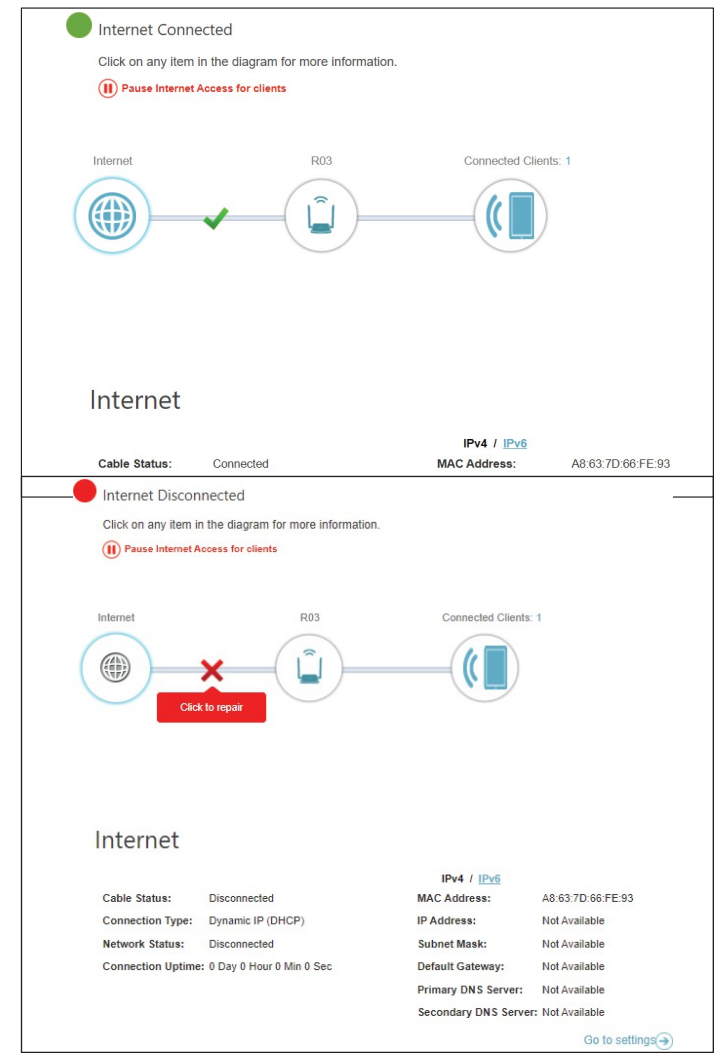 Internet Connected
Click on any item in the diagram for more information.
Pause Internet Access for clients
Internet R03 Connected Clients: 1
Internet
IPv4 / IPv6
Cable Status: Connected MAC Address: A8:63:7D:66:FE:93
Internet Disconnected
Click on any item in the diagram for more information.
Pause Internet Access for clients
Internet R03 Connected Clients: 1
Click to repair
Internet
IPv4 / IPv6
Cable Status: Disconnected MAC Address: A8:63:7D:66:FE:93
Connection Type: Dynamic IP (DHCP) IP Address: Not Available
Network Status: Disconnected Subnet Mask: Not Available
Connection Uptime: 0 Day 0 Hour 0 Min 0 Sec Default Gateway: Not Available
Primary DNS Server: Not Available
Secondary DNS Server: Not Available
Go to settings